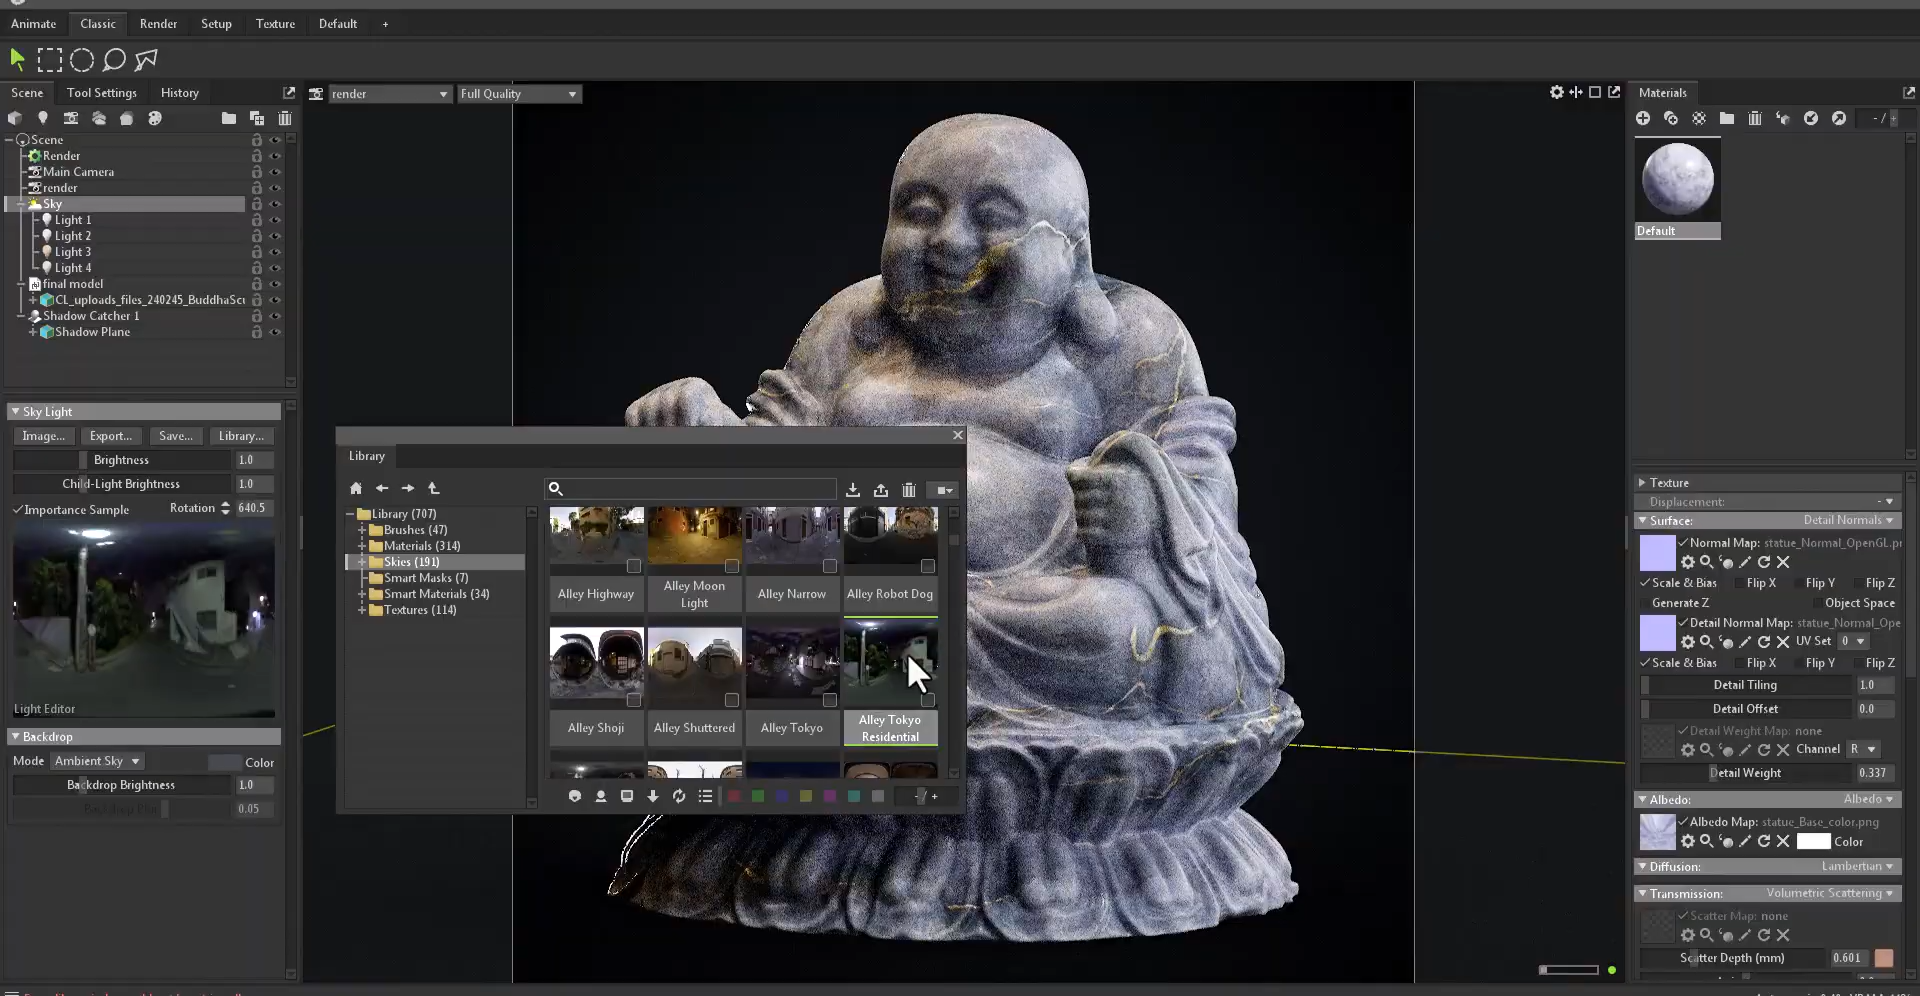 Animate Classic Render Setup Texture Default +
Scene Tool Settings History
render Full Quality
Materials
Scene
Render
Main Camera
render
Sky
Light 1
Light 2
Light 3
Light 4
final model
CL_uploads_files_240245_BuddhaScu
Shadow Catcher 1
Shadow Plane
Sky Light
Image... Export... Save... Library...
Brightness 1.0
Child-Light Brightness 1.0
Importance Sample Rotation 640.5
Light Editor
Backdrop
Mode Ambient Sky Color
Backdrop Brightness 1.0
0.05
Library
Library (707)
Brushes (47)
Materials (314)
Skies (191)
Smart Masks (7)
Smart Materials (34)
Textures (114)
Alley Highway
Alley Moon
Light
Alley Narrow
Alley Robot Dog
Alley Shoji
Alley Shuttered
Alley Tokyo
Alley Tokyo
Residential
- / +
- / +
Default
Texture
Displacement: -
Surface: Detail Normals
Normal Map: statue_Normal_OpenGL.pr
Scale & Bias Flip X Flip Y Flip Z
Generate Z Object Space
Detail Normal Map: statue_Normal_Ope
UV Set 0
Scale & Bias Flip X Flip Y Flip Z
Detail Tiling 1.0
Detail Offset 0.0
Detail Weight Map: none
Channel R
Detail Weight 0.337
Albedo: Albedo
Albedo Map: statue_Base_color.png
Color
Diffusion: Lambertian
Transmission: Volumetric Scattering
Scatter Map: none
Scatter Depth (mm) 0.601